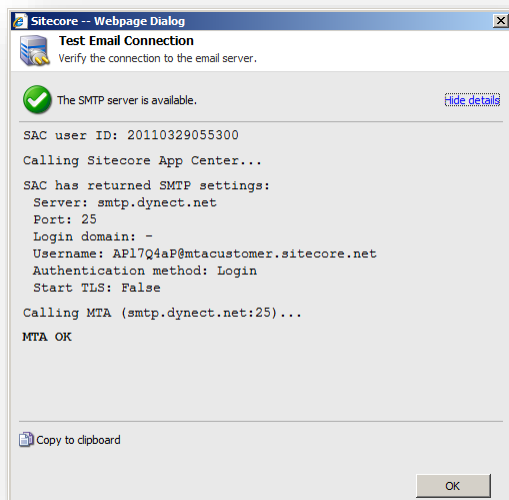 Sitecore -- Webpage Dialog
Test Email Connection
Verify the connection to the email server.
The SMTP server is available.
Hide details
SAC user ID: 20110329055300
Calling Sitecore App Center...
SAC has returned SMTP settings:
Server: smtp.dynect.net
Port: 25
Login domain: -
Username: APl7Q4aP@mtacustomer.sitecore.net
Authentication method: Login
Start TLS: False
Calling MTA (smtp.dynect.net:25)...
MTA OK
Copy to clipboard
OK